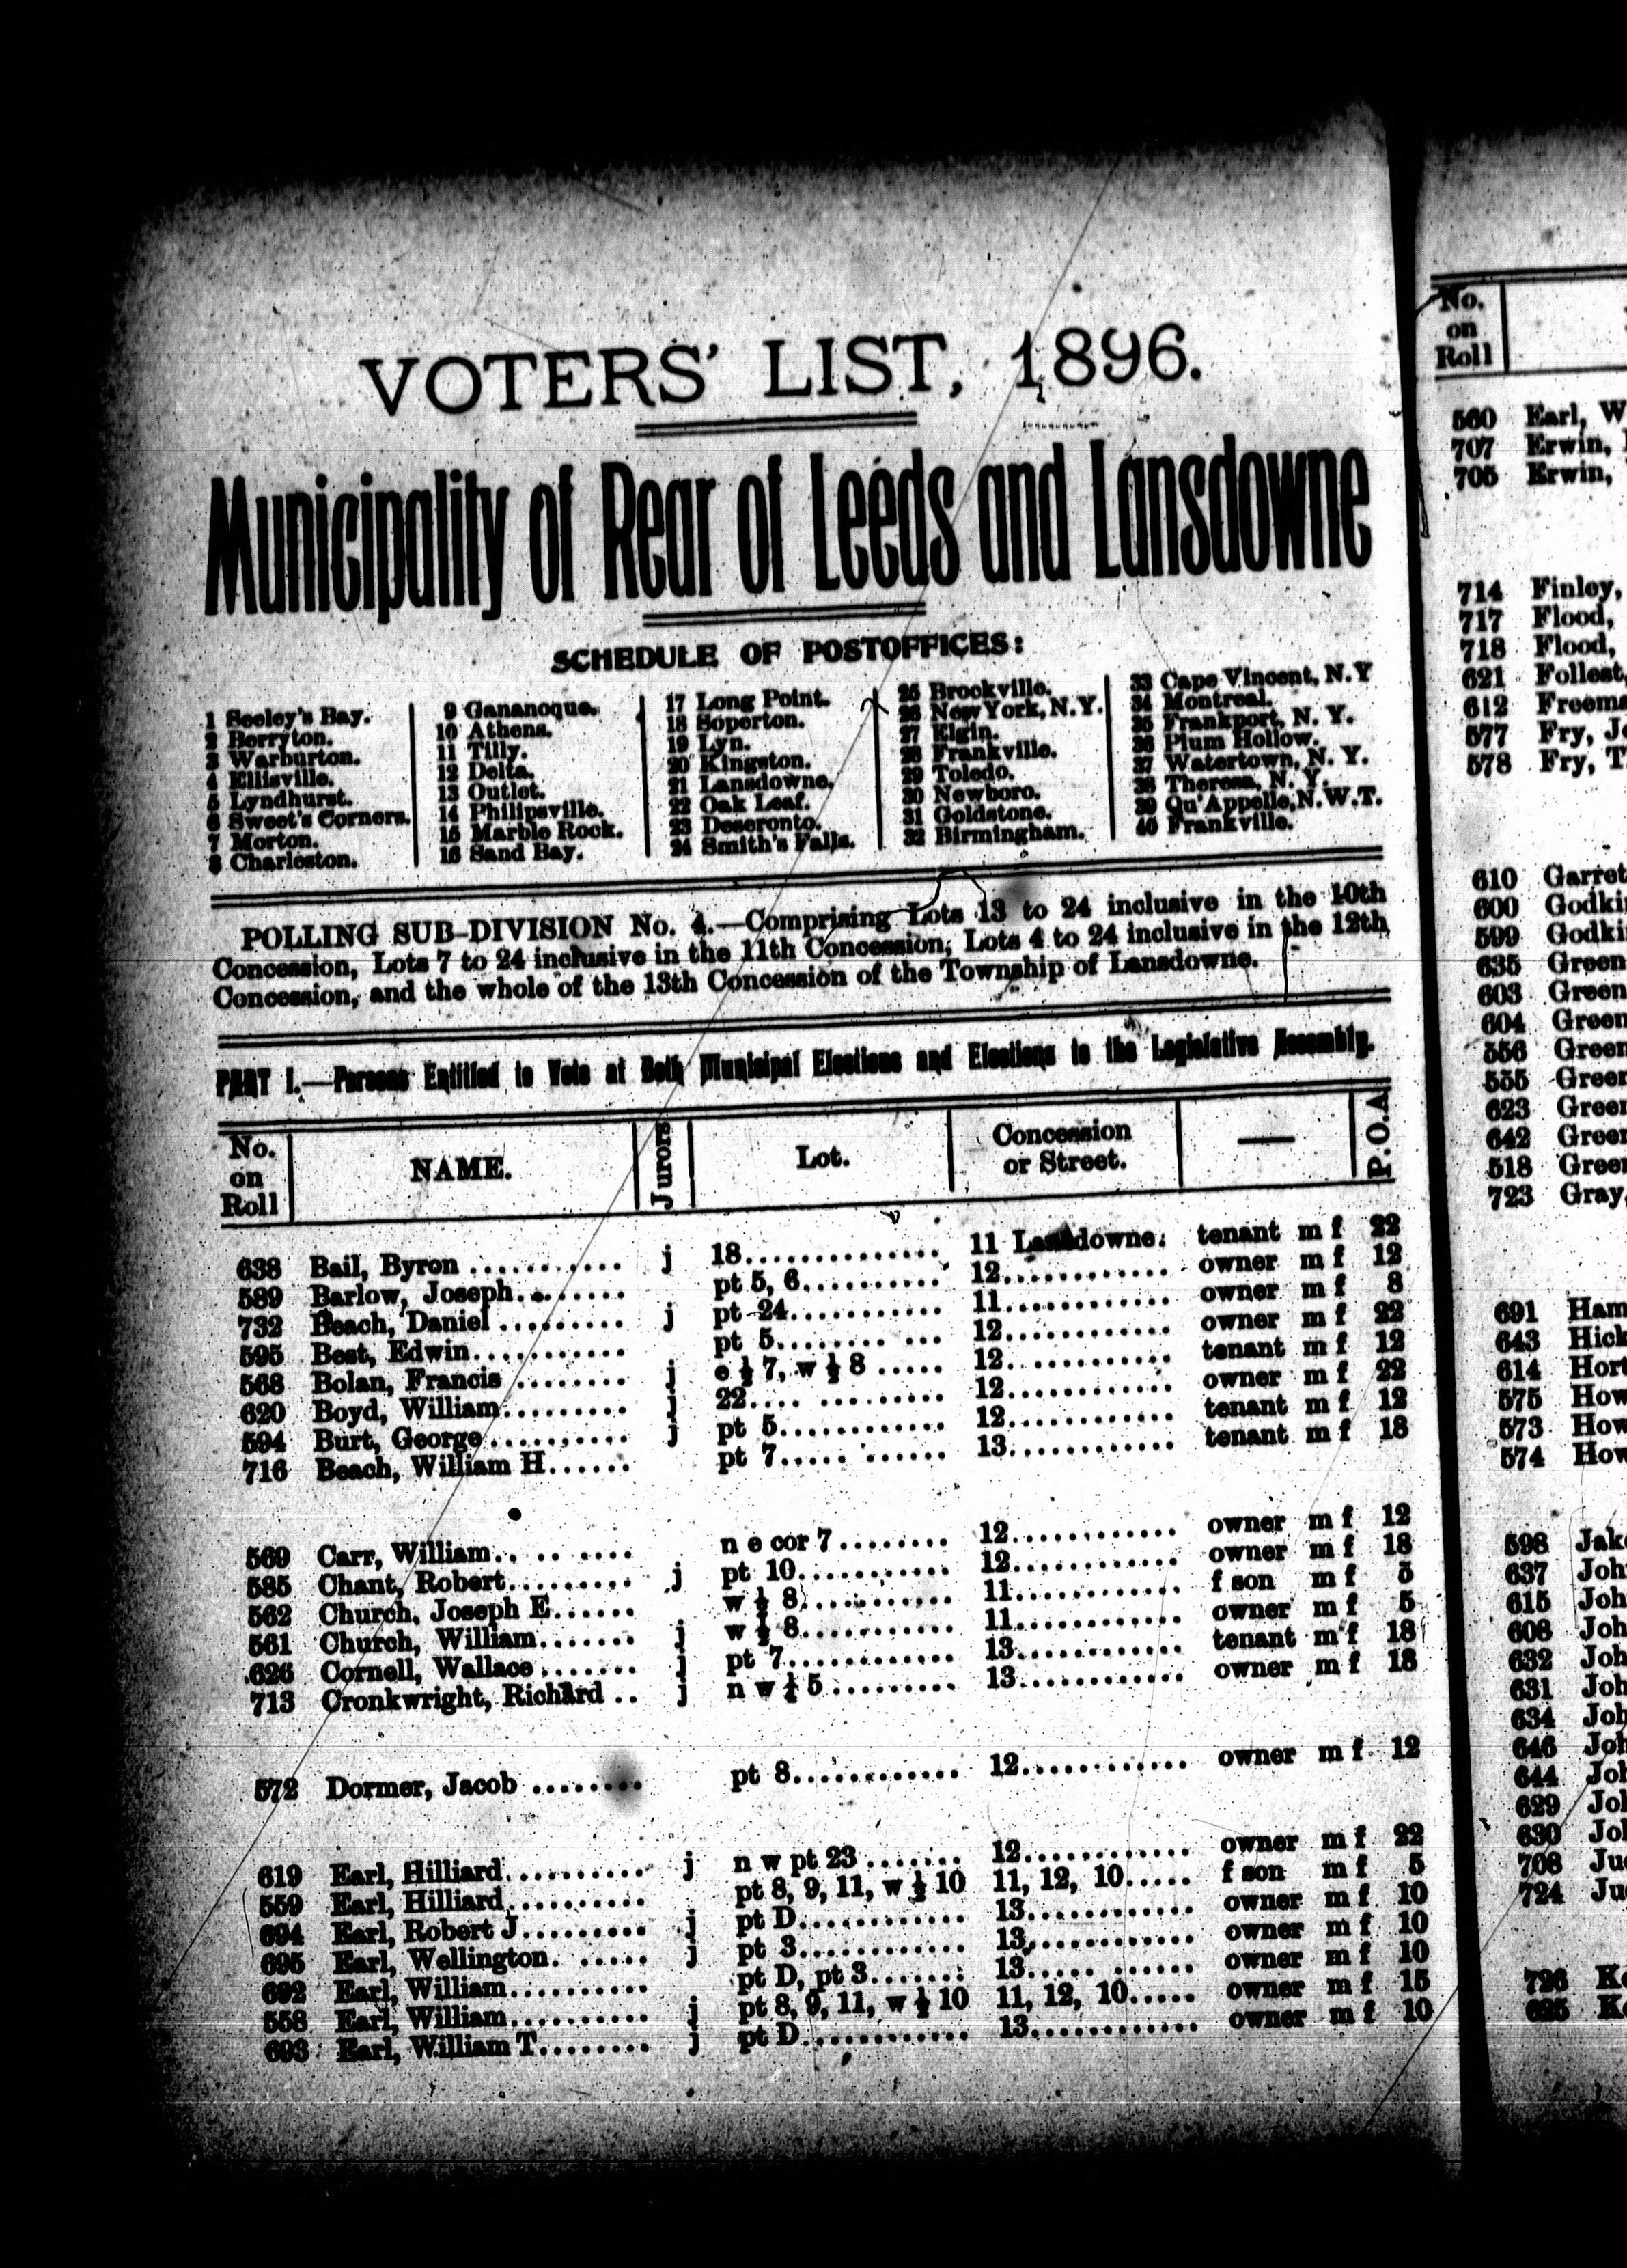 VOTERS' LIST, 1896.
Municipality of Rear of Leeds and Lansdowne
SCHEDULE OF POSTOFFICES:
1 Seeley's Bay.
2 Berryton.
3 Warburton.
4 Ellisville.
5 Lyndhurst.
6 Sweet's Corners.
7 Morton.
8 Charleston.
9 Gananoque.
10 Athens.
11 Tilly.
12 Delta.
13 Outlet.
14 Philipsville.
15 Marble Rock.
16 Sand Bay.
17 Long Point.
18 Soperton.
19 Lyn.
20 Kingston.
21 Lansdowne.
22 Oak Leaf.
23 Deseronto.
24 Smith's Falls.
25 Brockville.
26 New York, N.Y.
27 Elgin.
28 Frankville.
29 Toledo.
30 Newboro.
31 Goldstone.
32 Birmingham.
33 Cape Vincent, N.Y
34 Montreal.
35 Frankport, N. Y.
36 Plum Hollow.
37 Watertown, N. Y.
38 Theresa, N. Y.
39 Qu'Appelle, N.W.T.
40 Frankville.
POLLING SUB-DIVISION No. 4.—Comprising Lots 13 to 24 inclusive in the 10th
Concession, Lots 7 to 24 inclusive in the 11th Concession, Lots 4 to 24 inclusive in the 12th
Concession, and the whole of the 13th Concession of the Township of Lansdowne.
PART I.—Persons Entitled to Vote at Both Municipal Elections and Elections to the Legislative Assembly.
No. on Roll NAME. Jurors Lot. Concession or Street. — P.O.A
638 Bail, Byron ........... j 18.............. 11 Lansdowne. tenant m f 22
589 Barlow, Joseph........ pt 5, 6.......... 12............ owner m f 12
732 Beach, Daniel ......... j pt 24........... 11............ owner m f 8
595 Best, Edwin........... pt 5........ ... 12............ owner m f 22
568 Bolan, Francis ........ j e ½ 7, w ½ 8 ..... 12............ tenant m f 12
620 Boyd, William......... j 22.... ......... 12............ owner m f 22
594 Burt, George.......... j pt 5............ 12............ tenant m f 12
716 Beach, William H...... pt 7..... ...... 13............ tenant m f 18
569 Carr, William.. .. .... n e cor 7........ 12............ owner m f 12
585 Chant, Robert......... j pt 10........... 12............ owner m f 18
562 Church, Joseph E...... w ½ 8........... 11............ f son m f 5
561 Church, William....... j w ½ 8........... 11............ owner m f 5
626 Cornell, Wallace....... j pt 7............ 13............ tenant m f 18
713 Cronkwright, Richard .. j n w ¼ 5 ......... 13............ owner m f 18
572 Dormer, Jacob ........ pt 8............ 12............ owner m f 12
619 Earl, Hilliard.......... j n w pt 23 ....... 12............ owner m f 22
559 Earl, Hilliard.......... pt 8, 9, 11, w ½ 10 11, 12, 10..... f son m f 5
694 Earl, Robert J......... j pt D............ 13............ owner m f 10
695 Earl, Wellington. ..... j pt 3............ 13............ owner m f 10
692 Earl, William.......... pt D, pt 3....... 13..... ...... owner m f 10
558 Earl, William.......... j pt 8, 9, 11, w ½ 10 11, 12, 10..... owner m f 15
693 Earl, William T........ j pt D............ 13............ owner m f 10
No.
on
Roll
560 Earl, W
707 Erwin,
705 Erwin,
714 Finley,
717 Flood,
718 Flood,
621 Follest,
612 Freema
577 Fry, Je
578 Fry, T
610 Garret
600 Godki
599 Godki
635 Green
603 Green
604 Green
556 Green
555 Green
623 Green
642 Green
518 Green
723 Gray,
691 Ham
643 Hick
614 Hort
575 How
573 How
574 How
598 Jak
637 Joh
615 Joh
608 Joh
632 Joh
631 Joh
634 Joh
646 Joh
644 Joh
629 Jo
630 Jo
708 Ju
724 Ju
726 K
625 K